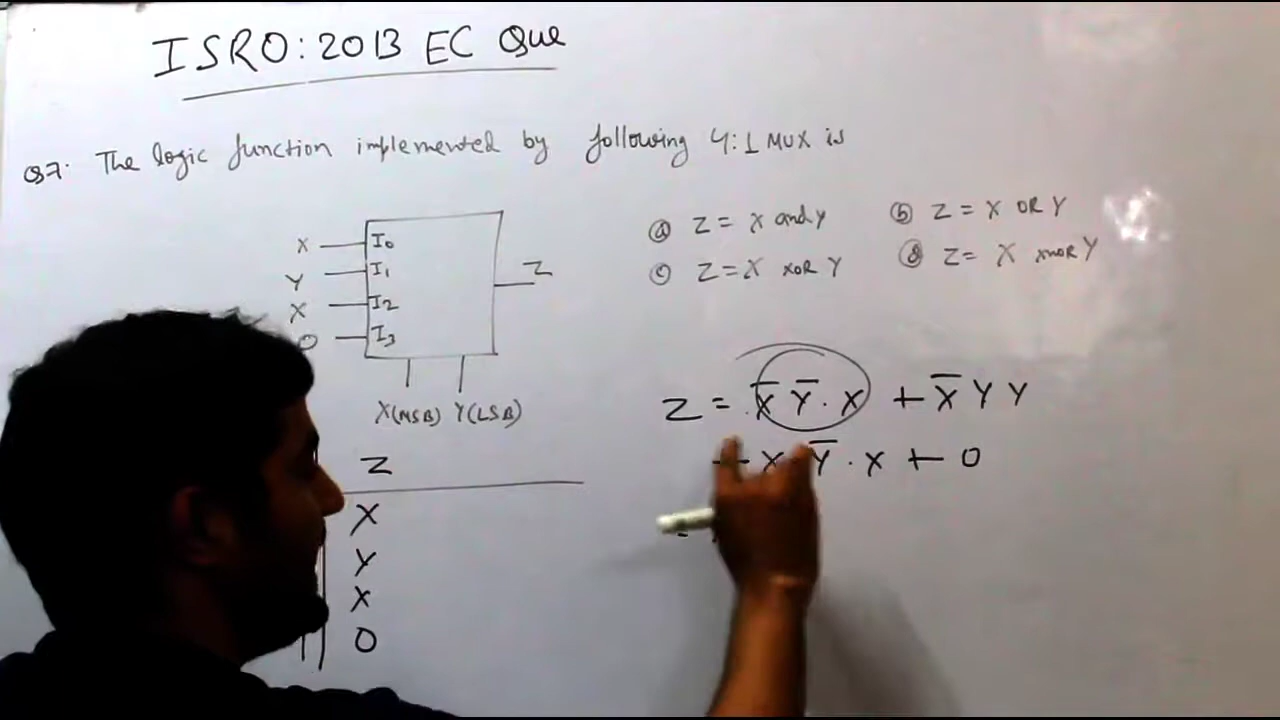 ISRO: 2013 EC Que
Q7. The logic function implemented by following 4:1 MUX is
ⓐ Z = X and Y ⓑ Z = X OR Y
ⓒ Z = X XOR Y ⓓ Z = X XNOR Y
X I0
Y I1 Z
X I2
0 I3
X(MSB) Y(LSB)
Z = X̅ Y̅ · X + X̅ Y Y
+ X Y̅ · X + 0
=
Z
X
Y
X
0